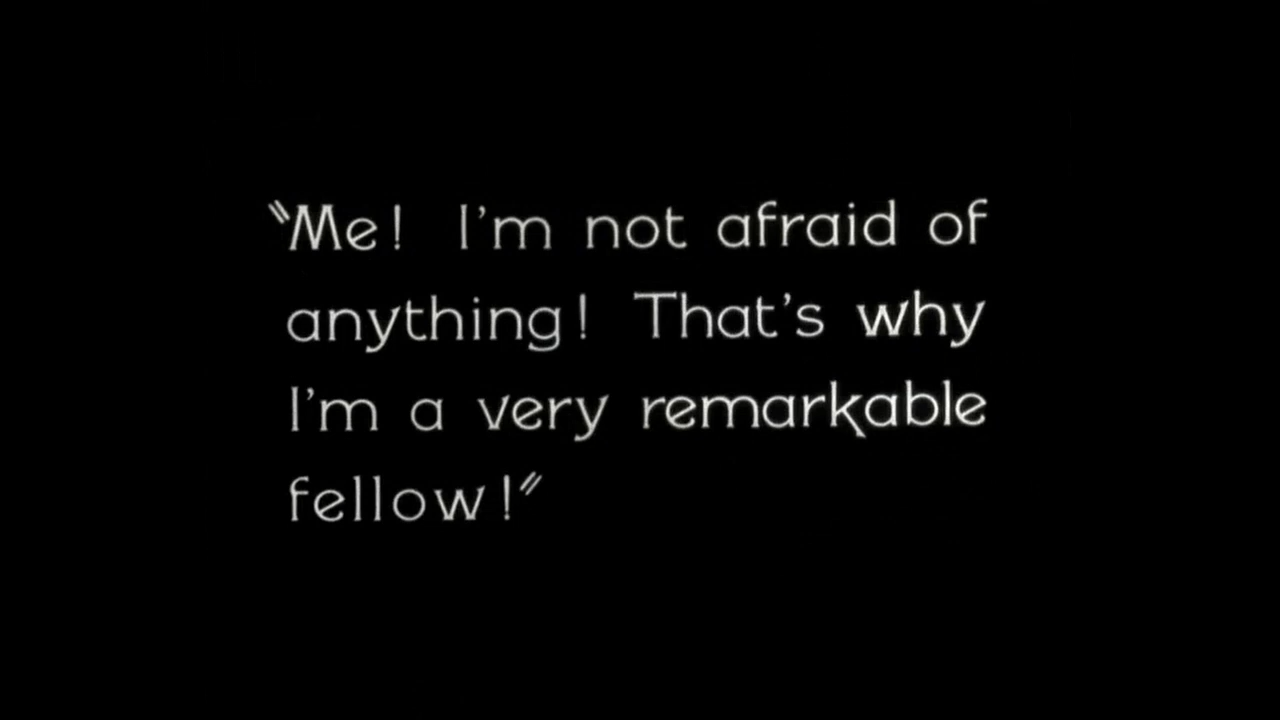 "Me! I'm not afraid of
anything! That's why
I'm a very remarkable
fellow!"